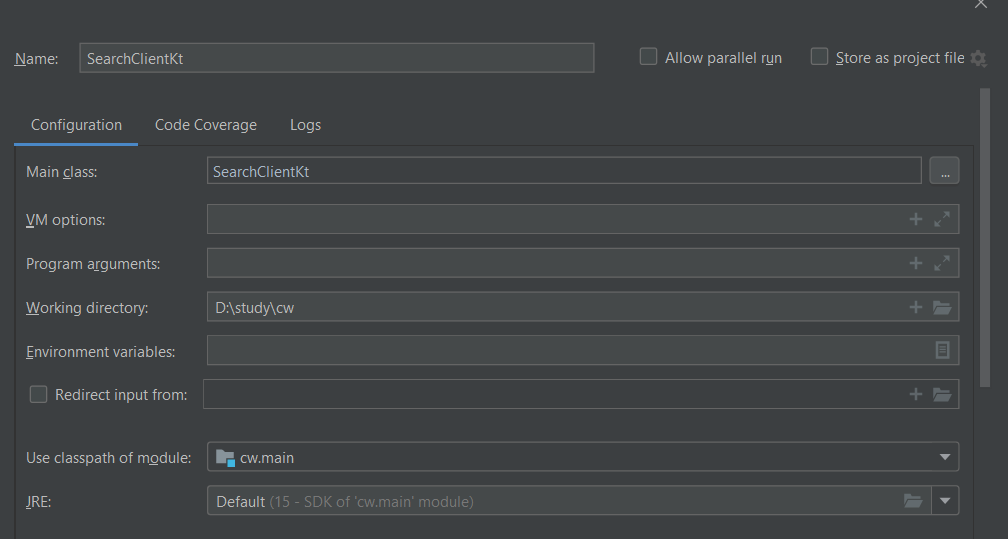 Name: SearchClientKt Allow parallel run Store as project file
Configuration Code Coverage Logs
Main class: SearchClientKt ...
VM options:
Program arguments:
Working directory: D:\study\cw
Environment variables:
Redirect input from:
Use classpath of module: cw.main
JRE: Default (15 - SDK of 'cw.main' module)